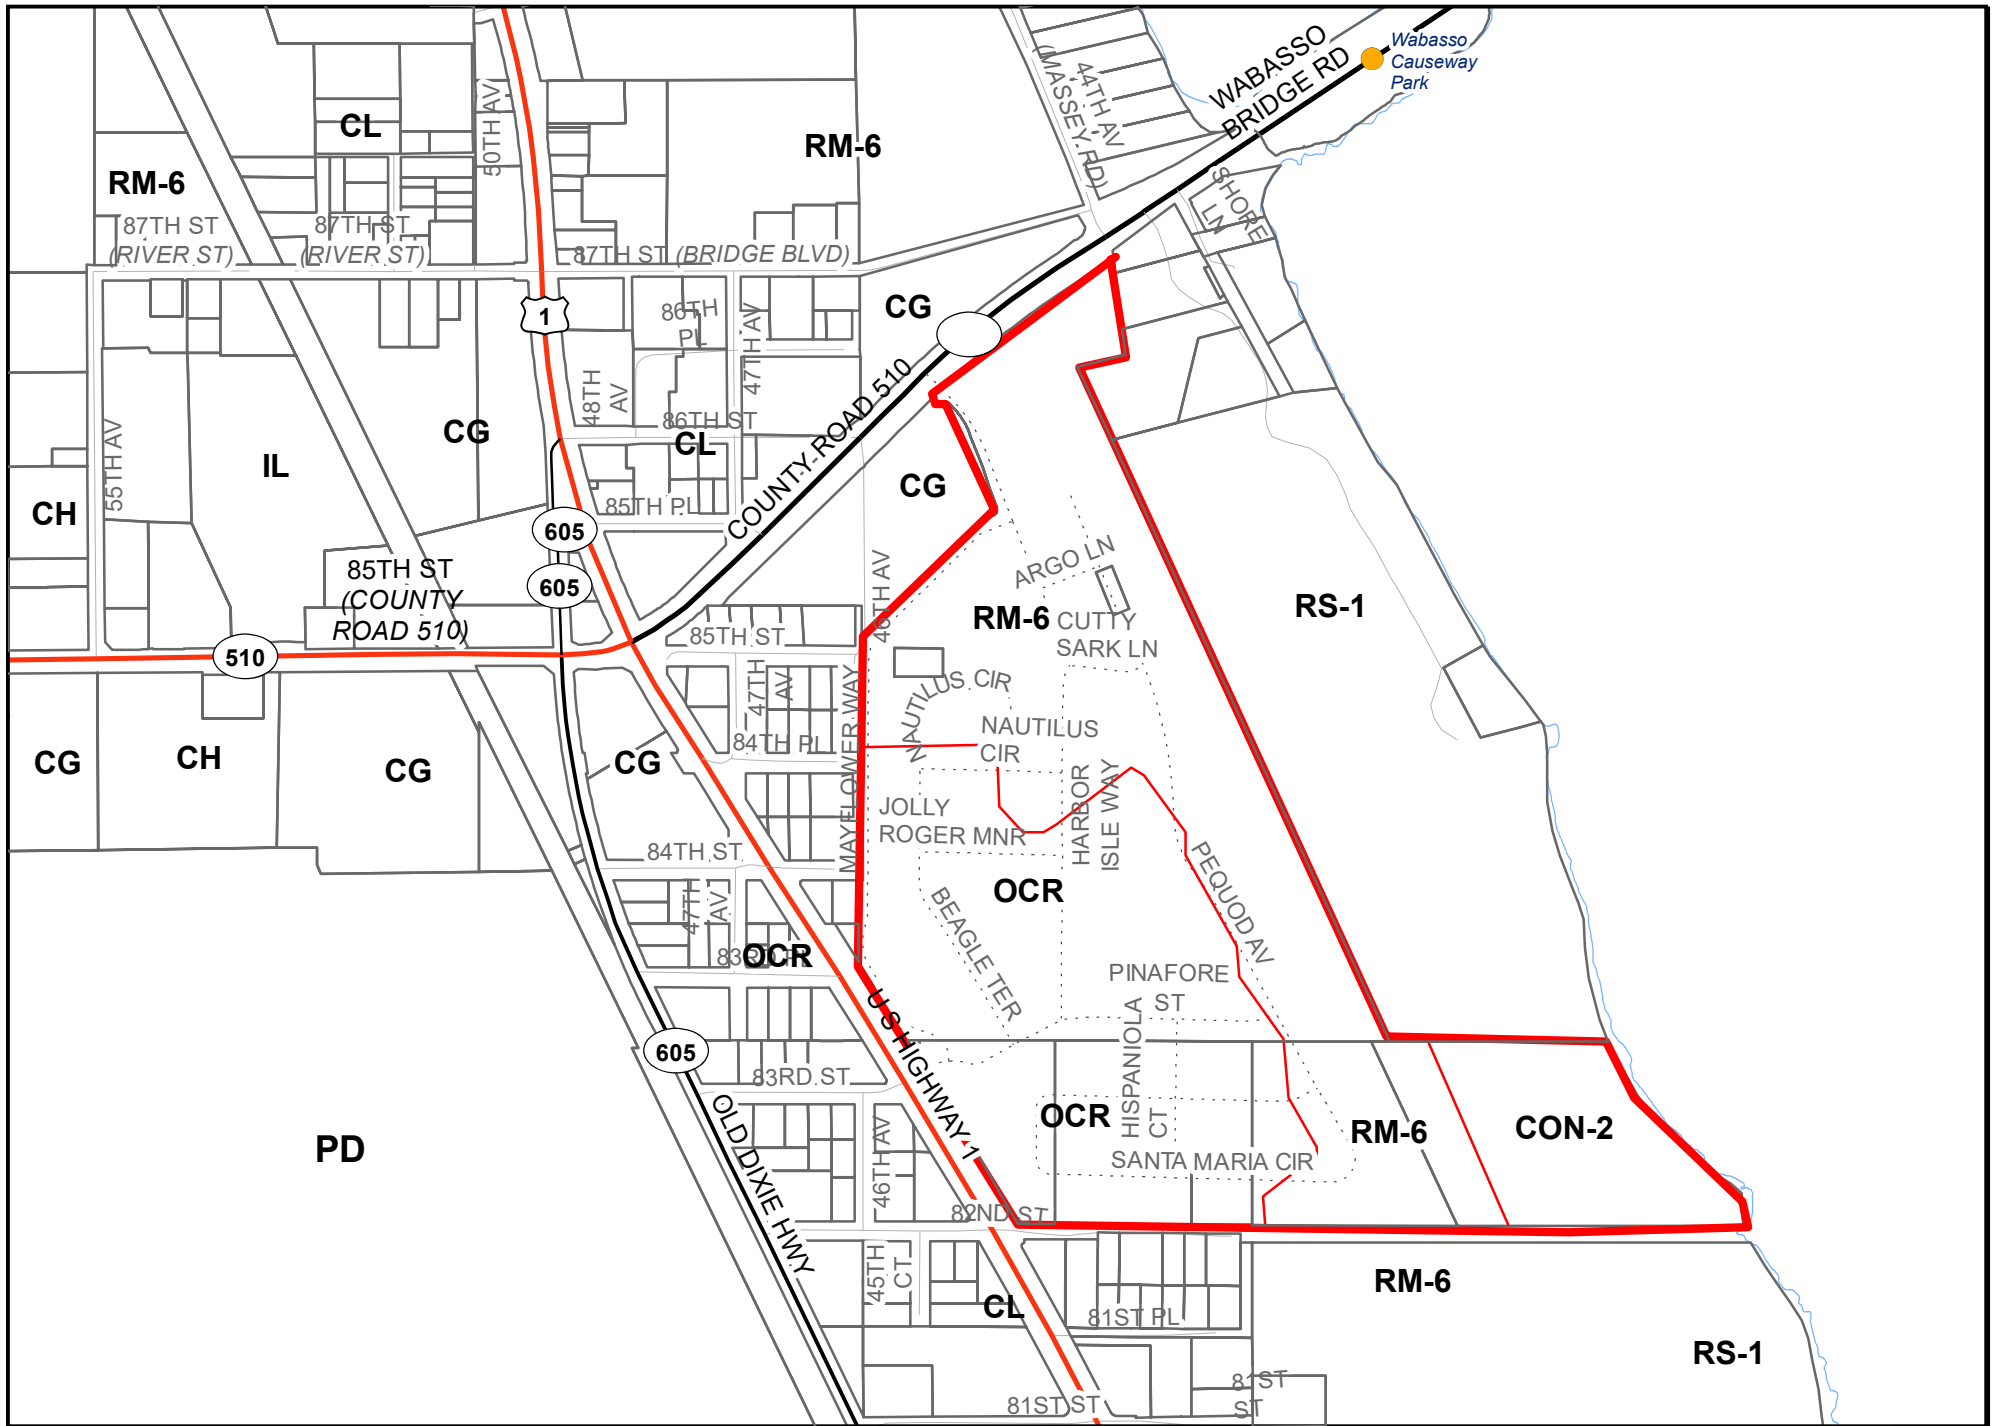 WABASSO
BRIDGE RD
Wabasso
Causeway
Park
44TH AV
(MASSEY RD)
50TH AV
CL
RM-6
RM-6
SHORE
LN
87TH ST
(RIVER ST)
87TH ST
(RIVER ST)
87TH ST (BRIDGE BLVD)
1
86TH
PL
47TH AV
CG
48TH
AV
COUNTY ROAD 510
86TH ST
CL
CG
IL
55TH AV
CH
CG
85TH PL
605
605
85TH ST
(COUNTY
ROAD 510)
46TH AV
ARGO LN
RM-6
CUTTY
SARK LN
RS-1
510
85TH ST
47TH
AV
MAYFLOWER WAY
NAUTILUS CIR
NAUTILUS
CIR
84TH PL
CG
CH
CG
CG
HARBOR
ISLE WAY
JOLLY
ROGER MNR
84TH ST
OCR
PEQUOD AV
BEAGLE TER
47TH
AV
83RD PL
OCR
PINAFORE
ST
U S HIGHWAY 1
HISPANIOLA
CT
605
83RD ST
OLD DIXIE HWY
46TH AV
OCR
RM-6
CON-2
SANTA MARIA CIR
PD
82ND ST
45TH
CT
CL
RM-6
81ST PL
RS-1
81ST ST
81ST
ST